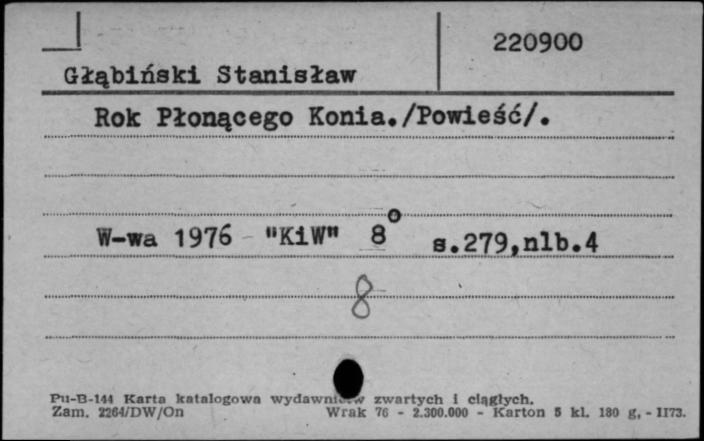 220900
Głąbiński Stanisław
Rok Płonącego Konia./Powieść/.
W-wa 1976 - "KiW" 8° s.279,nlb.4
8
Pu-B-144 Karta katalogowa wydawnictw zwartych i ciągłych.
Zam. 2264/DW/On Wrak 76 - 2.300.000 - Karton 5 kl. 180 g, - II73.